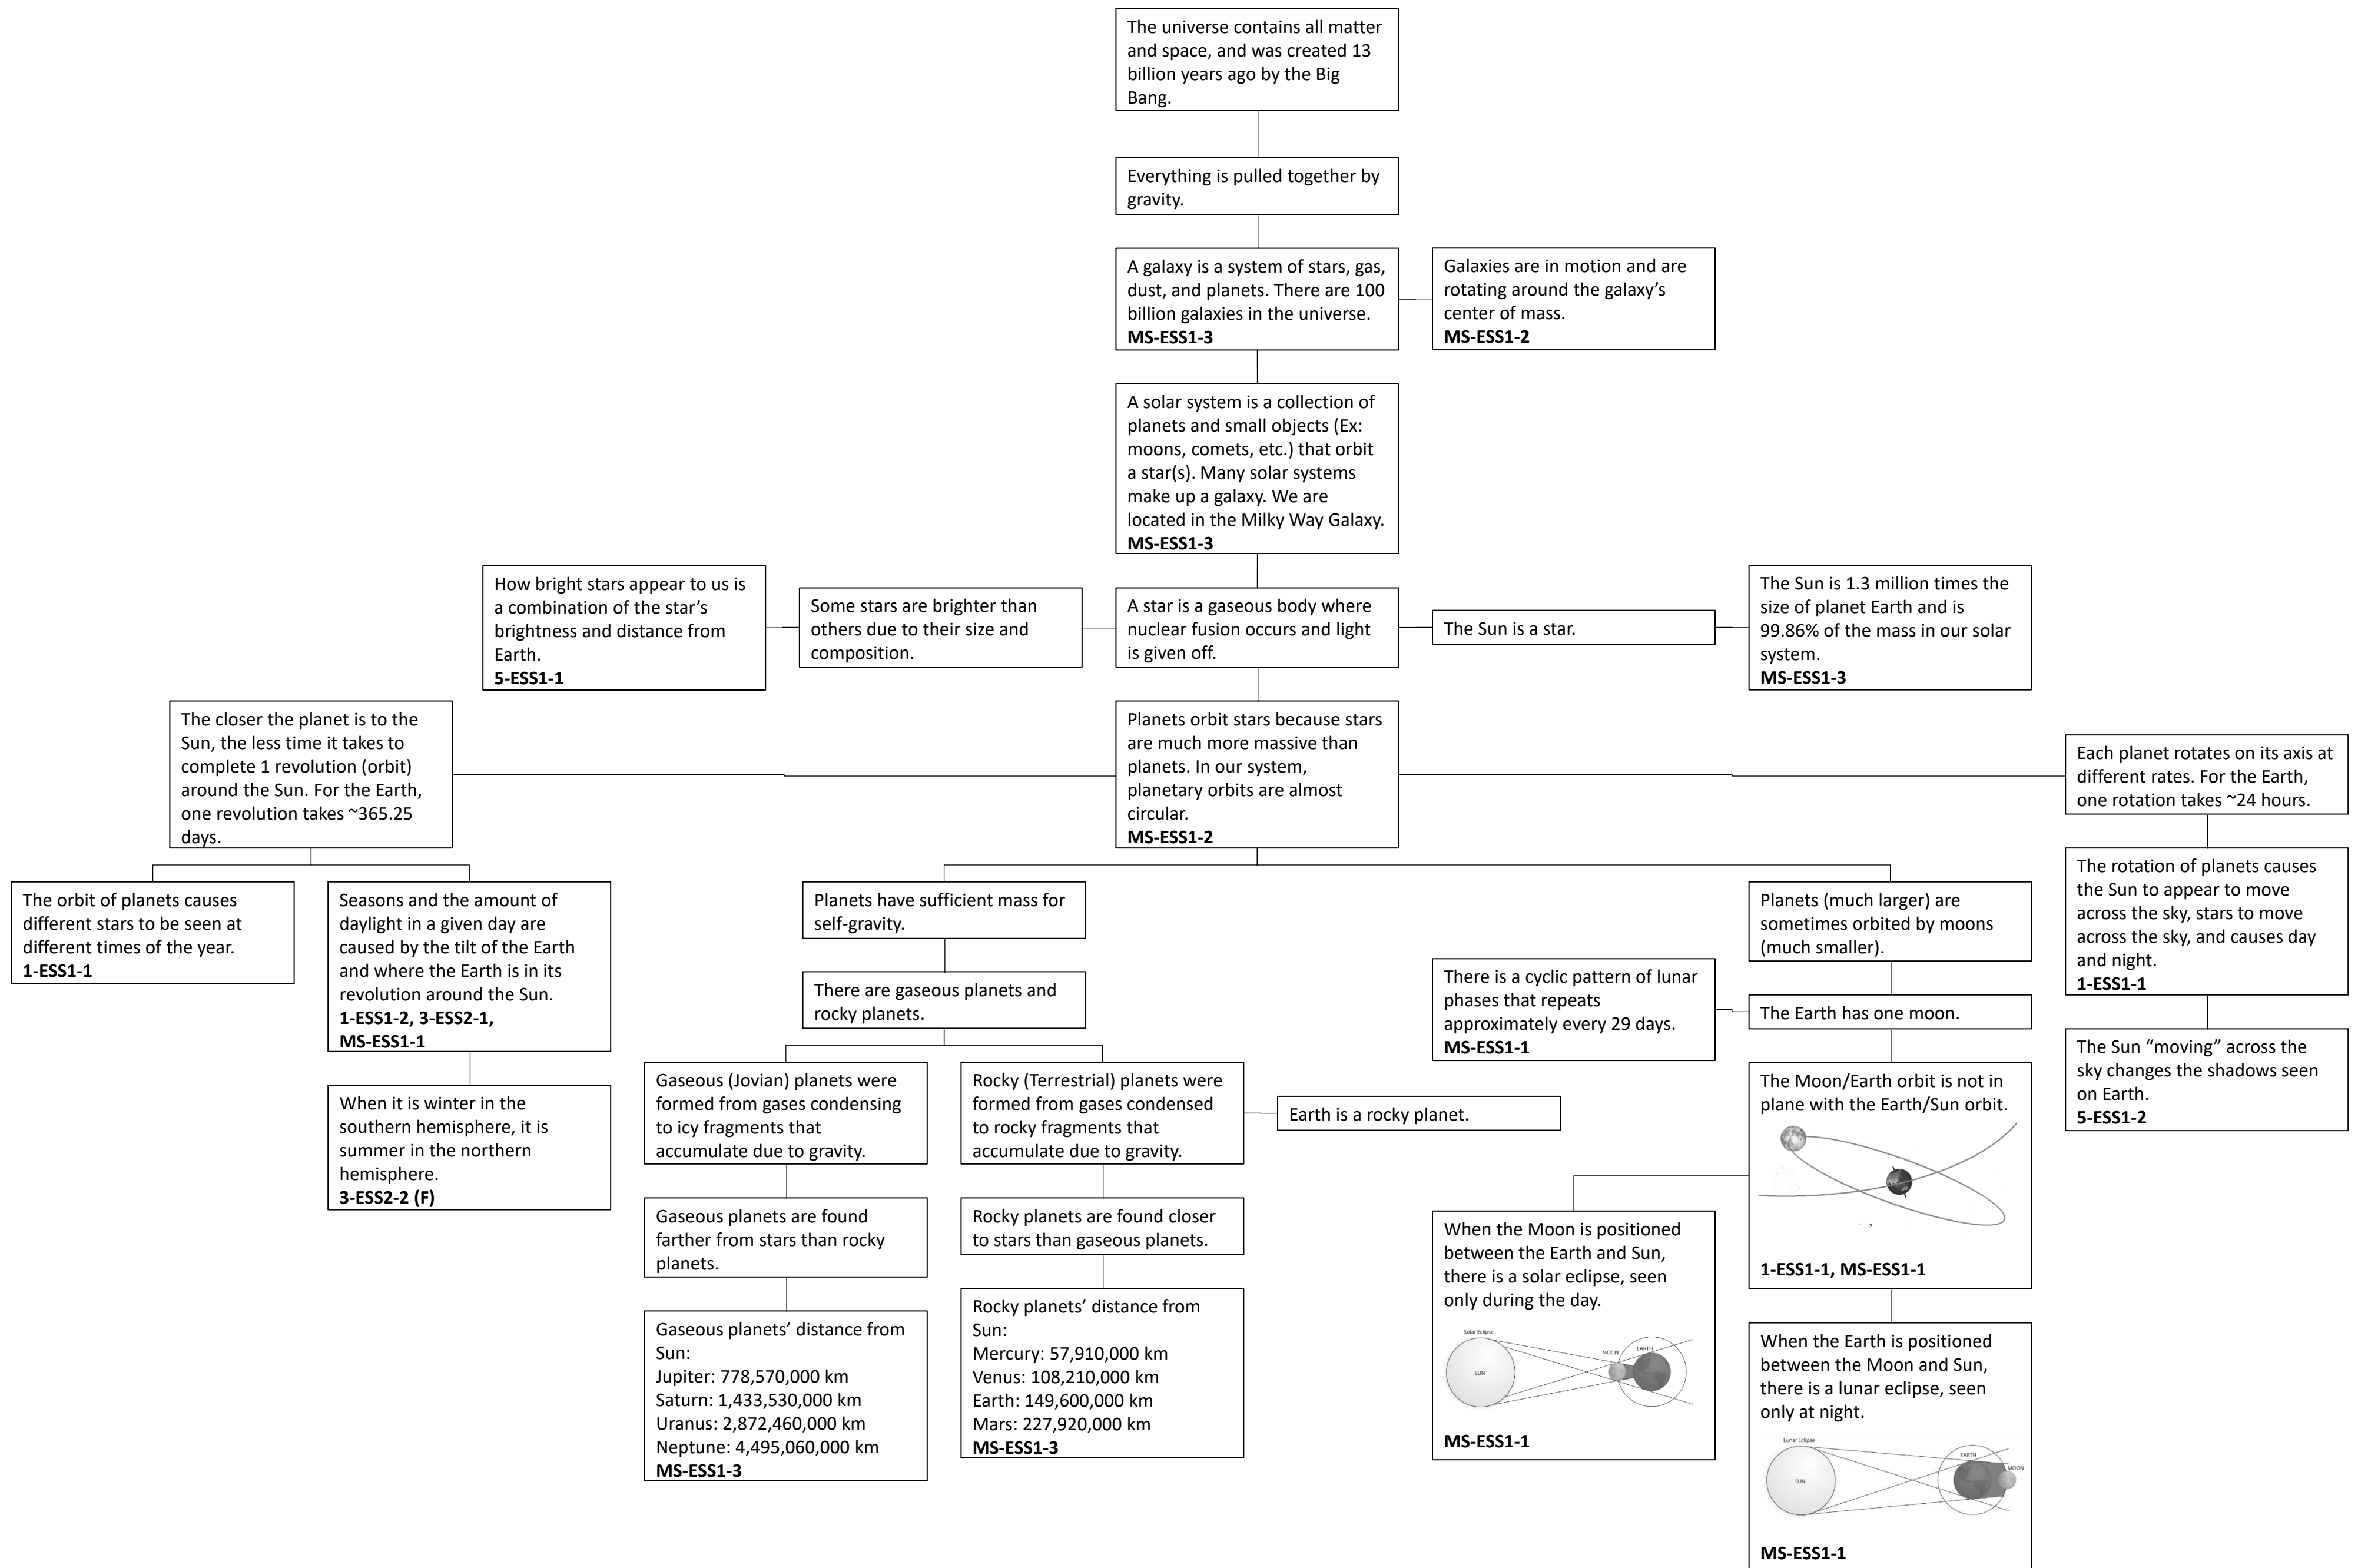 The universe contains all matter
and space, and was created 13
billion years ago by the Big
Bang.
Everything is pulled together by
gravity.
A galaxy is a system of stars, gas,
dust, and planets. There are 100
billion galaxies in the universe.
MS-ESS1-3
Galaxies are in motion and are
rotating around the galaxy’s
center of mass.
MS-ESS1-2
A solar system is a collection of
planets and small objects (Ex:
moons, comets, etc.) that orbit
a star(s). Many solar systems
make up a galaxy. We are
located in the Milky Way Galaxy.
MS-ESS1-3
How bright stars appear to us is
a combination of the star’s
brightness and distance from
Earth.
5-ESS1-1
Some stars are brighter than
others due to their size and
composition.
A star is a gaseous body where
nuclear fusion occurs and light
is given off.
The Sun is a star.
The Sun is 1.3 million times the
size of planet Earth and is
99.86% of the mass in our solar
system.
MS-ESS1-3
The closer the planet is to the
Sun, the less time it takes to
complete 1 revolution (orbit)
around the Sun. For the Earth,
one revolution takes ~365.25
days.
Planets orbit stars because stars
are much more massive than
planets. In our system,
planetary orbits are almost
circular.
MS-ESS1-2
Each planet rotates on its axis at
different rates. For the Earth,
one rotation takes ~24 hours.
The orbit of planets causes
different stars to be seen at
different times of the year.
1-ESS1-1
Seasons and the amount of
daylight in a given day are
caused by the tilt of the Earth
and where the Earth is in its
revolution around the Sun.
1-ESS1-2, 3-ESS2-1,
MS-ESS1-1
When it is winter in the
southern hemisphere, it is
summer in the northern
hemisphere.
3-ESS2-2 (F)
Planets have sufficient mass for
self-gravity.
There are gaseous planets and
rocky planets.
Gaseous (Jovian) planets were
formed from gases condensing
to icy fragments that
accumulate due to gravity.
Gaseous planets are found
farther from stars than rocky
planets.
Gaseous planets’ distance from
Sun:
Jupiter: 778,570,000 km
Saturn: 1,433,530,000 km
Uranus: 2,872,460,000 km
Neptune: 4,495,060,000 km
MS-ESS1-3
Rocky (Terrestrial) planets were
formed from gases condensed
to rocky fragments that
accumulate due to gravity.
Earth is a rocky planet.
Rocky planets are found closer
to stars than gaseous planets.
Rocky planets’ distance from
Sun:
Mercury: 57,910,000 km
Venus: 108,210,000 km
Earth: 149,600,000 km
Mars: 227,920,000 km
MS-ESS1-3
Planets (much larger) are
sometimes orbited by moons
(much smaller).
There is a cyclic pattern of lunar
phases that repeats
approximately every 29 days.
MS-ESS1-1
The Earth has one moon.
The Moon/Earth orbit is not in
plane with the Earth/Sun orbit.
1-ESS1-1, MS-ESS1-1
When the Moon is positioned
between the Earth and Sun,
there is a solar eclipse, seen
only during the day.
Solar Eclipse
SUN
MOON
EARTH
MS-ESS1-1
When the Earth is positioned
between the Moon and Sun,
there is a lunar eclipse, seen
only at night.
Lunar Eclipse
SUN
EARTH
MOON
MS-ESS1-1
The rotation of planets causes
the Sun to appear to move
across the sky, stars to move
across the sky, and causes day
and night.
1-ESS1-1
The Sun “moving” across the
sky changes the shadows seen
on Earth.
5-ESS1-2